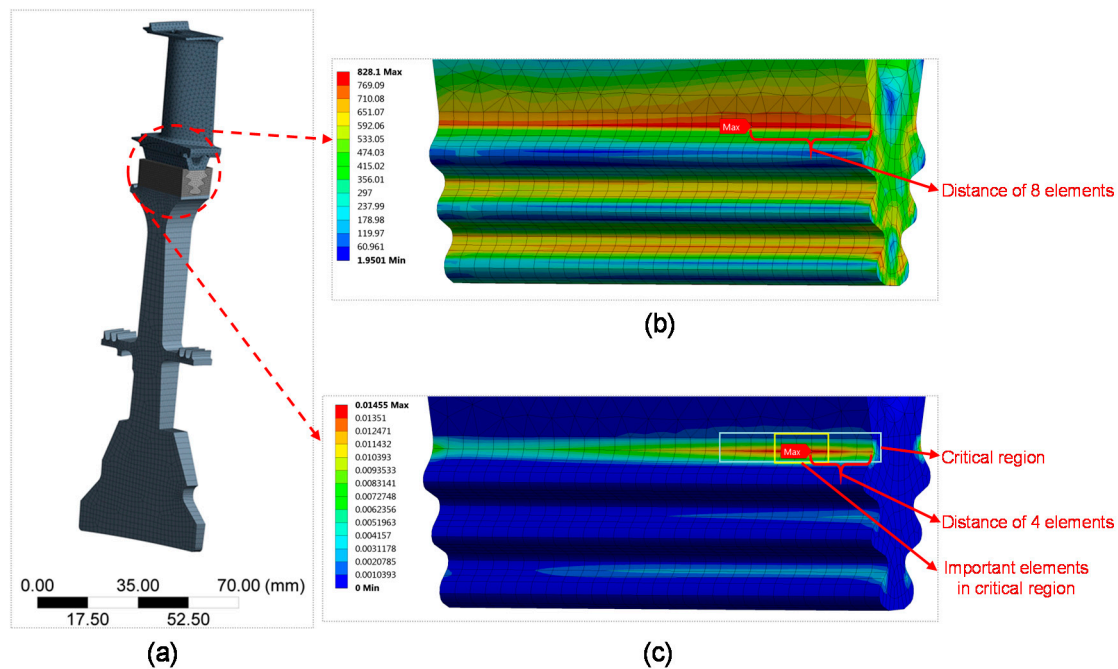 (a)
0.00 35.00 70.00 (mm)
17.50 52.50
828.1 Max
769.09
710.08
651.07
592.06
533.05
474.03
415.02
356.01
297
237.99
178.98
119.97
60.961
1.9501 Min
Max
Distance of 8 elements
(b)
0.01455 Max
0.01351
0.012471
0.011432
0.010393
0.0093533
0.0083141
0.0072748
0.0062356
0.0051963
0.004157
0.0031178
0.0020785
0.0010393
0 Min
Max
Critical region
Distance of 4 elements
Important elements
in critical region
(c)